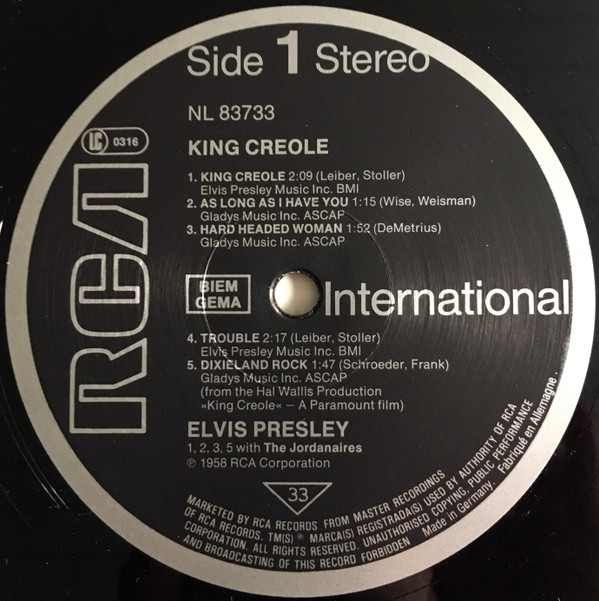 Side 1 Stereo
NL 83733
LC 0316
KING CREOLE
1. KING CREOLE 2:09 (Leiber, Stoller)
Elvis Presley Music Inc. BMI
2. AS LONG AS I HAVE YOU 1:15 (Wise, Weisman)
Gladys Music Inc. ASCAP
3. HARD HEADED WOMAN 1:52 (DeMetrius)
Gladys Music Inc. ASCAP
RCA
BIEM
GEMA
International
4. TROUBLE 2:17 (Leiber, Stoller)
Elvis Presley Music Inc. BMI
5. DIXIELAND ROCK 1:47 (Schroeder, Frank)
Gladys Music Inc. ASCAP
(from the Hal Wallis Production
»King Creole« – A Paramount film)
ELVIS PRESLEY
1, 2, 3, 5 with The Jordanaires
℗ 1958 RCA Corporation
33
MARKETED BY RCA RECORDS FROM MASTER RECORDINGS
OF RCA RECORDS. TM(S) ® MARCA(S) REGISTRADA(S) USED BY AUTHORITY OF RCA
CORPORATION. ALL RIGHTS RESERVED. UNAUTHORISED COPYING, PUBLIC PERFORMANCE
AND BROADCASTING OF THIS RECORD FORBIDDEN Made in Germany. Fabriqué en Allemagne.